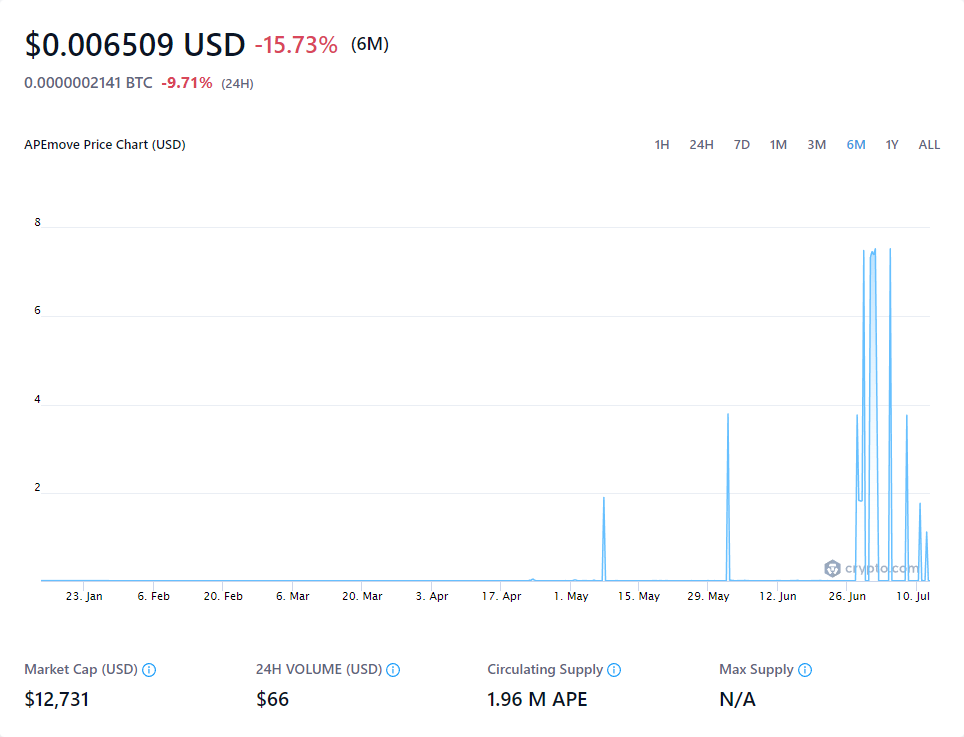 $0.006509 USD -15.73% (6M)
0.0000002141 BTC -9.71% (24H)
APEmove Price Chart (USD) 1H 24H 7D 1M 3M 6M 1Y ALL
8
6
4
2
crypto.com
23. Jan 6. Feb 20. Feb 6. Mar 20. Mar 3. Apr 17. Apr 1. May 15. May 29. May 12. Jun 26. Jun 10. Jul
Market Cap (USD) 24H VOLUME (USD) Circulating Supply Max Supply
$12,731 $66 1.96 M APE N/A